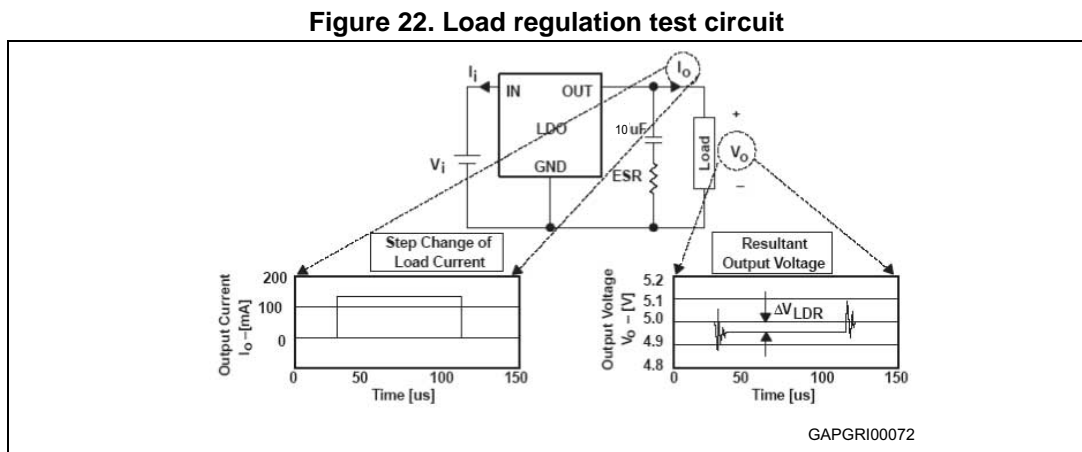 Figure 22. Load regulation test circuit
Ii
IN
OUT
Io
LDO
10 uF
+
Vi
GND
ESR
Load
Vo
–
Step Change of
Load Current
Resultant
Output Voltage
Output Current
Io –[mA]
200
100
0
0
50
100
150
Time [us]
Output Voltage
Vo – [V]
5.2
5.1
5.0
4.9
4.8
ΔVLDR
0
50
100
150
Time [us]
GAPGRI00072